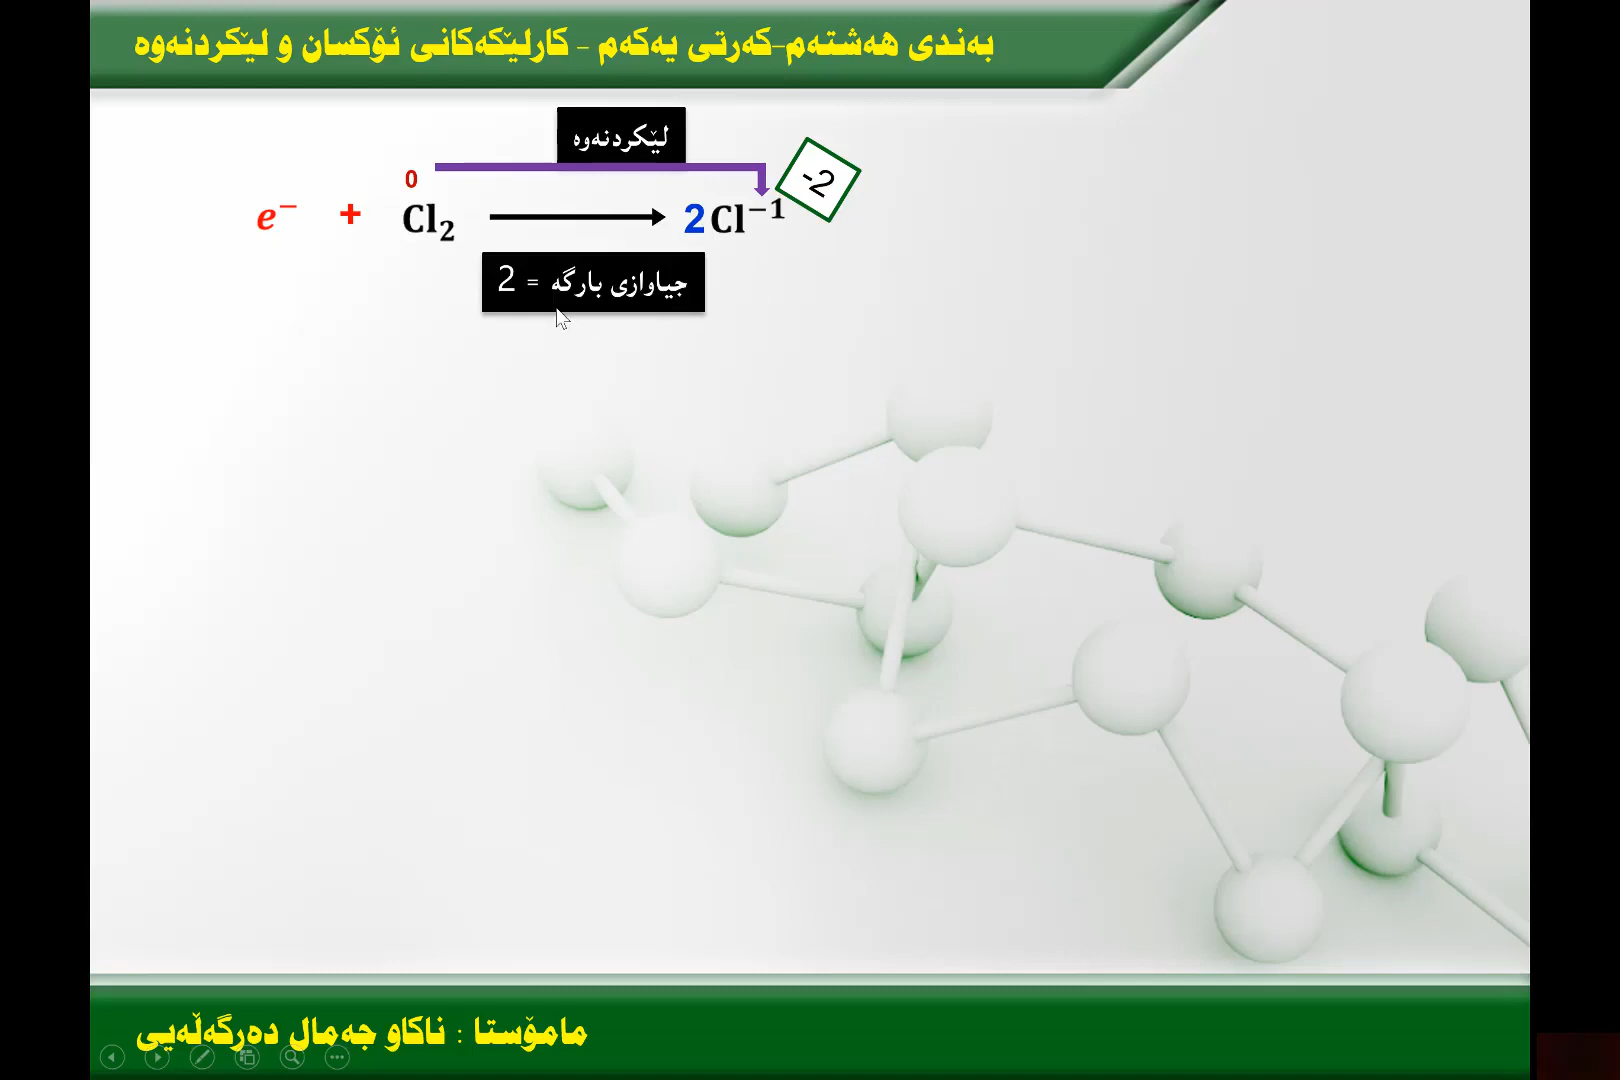 بەندی هەشتەم-کەرتی یەکەم - کارلێکەکانی ئۆکسان و لێکردنەوە
لێکردنەوە
-2
0
e⁻ + Cl₂ ⟶ 2Cl⁻¹
جیاوازی بارگە = 2
مامۆستا : ناکاو جەمال دەرگەڵەیی